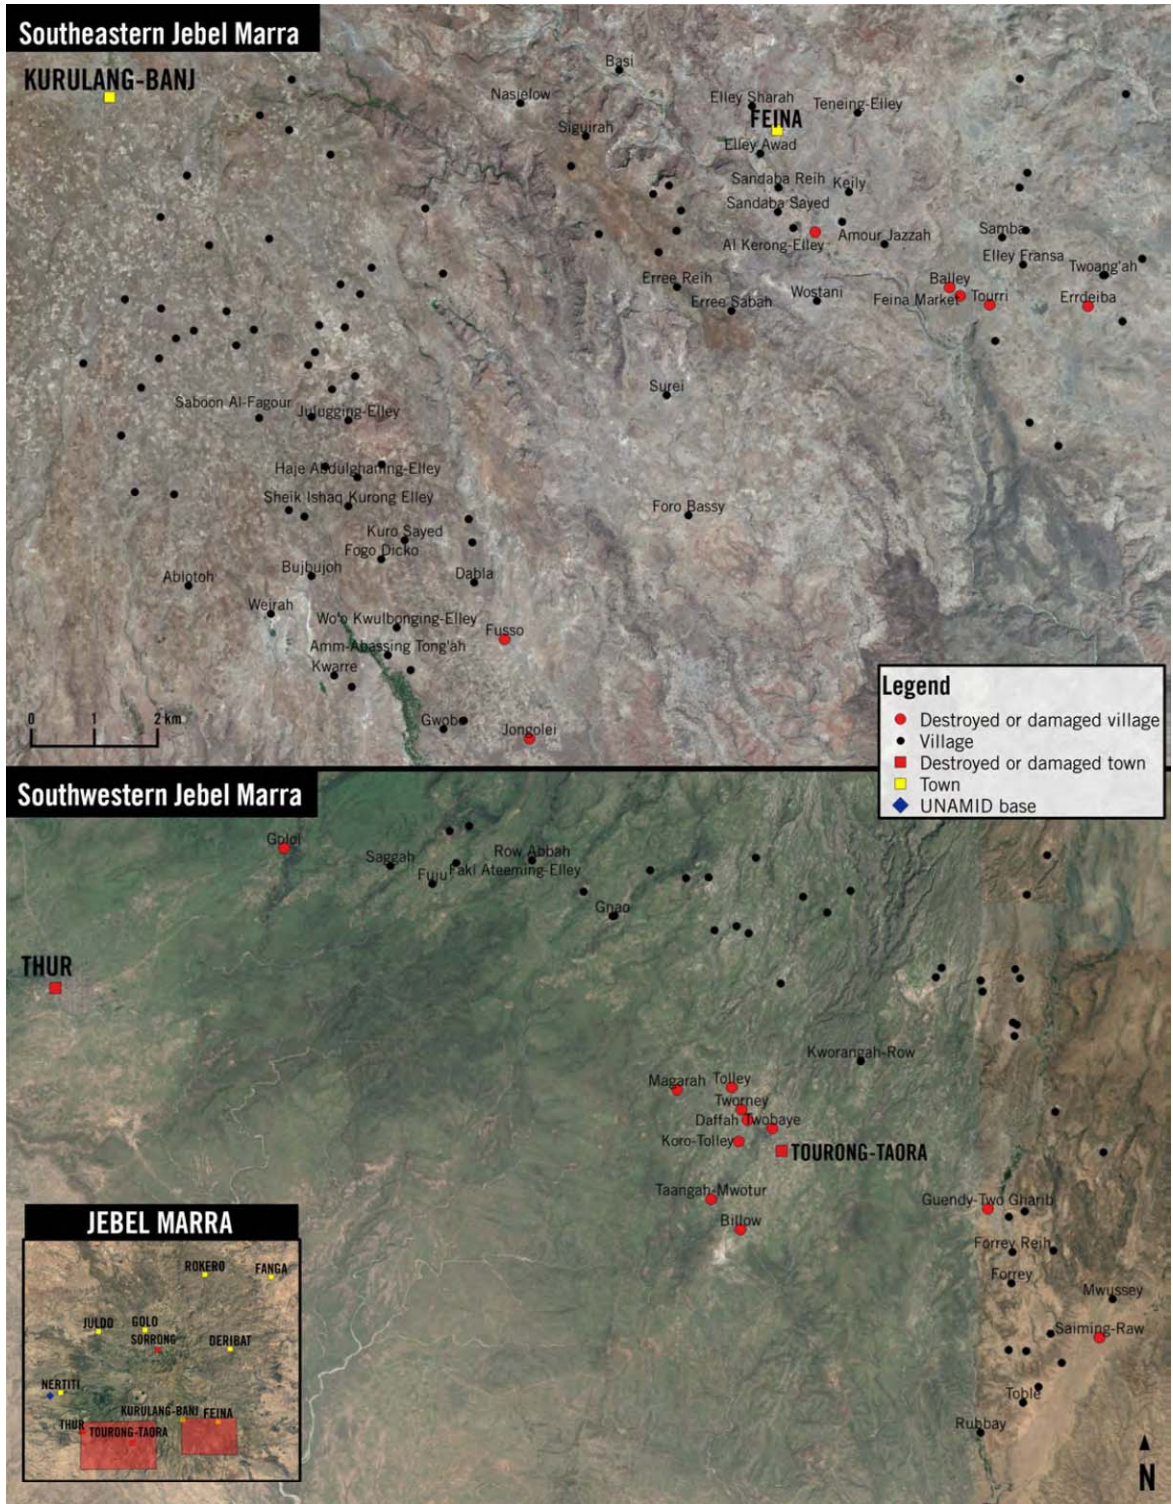 Southeastern Jebel Marra
KURULANG-BANJ
Basi
Nasielow
Elley Sharah
Teneing-Elley
FEINA
Siguirah
Elley Awad
Sandaba Reih
Keily
Sandaba Sayed
Al Kerong-Elley
Amour Jazzah
Samba
Elley Fransa
Twoang'ah
Erree Reih
Balley
Wostani
Feina Market
Tourri
Errdeiba
Erree Sabah
Surei
Saboon Al-Fagour
Julugging-Elley
Haje Abdulghaning-Elley
Sheik Ishaq Kurong Elley
Foro Bassy
Kuro Sayed
Fogo Dicko
Bujbujoh
Dabla
Ablotoh
Wejrah
Wo'o Kwulbonging-Elley
Fusso
Amm-Abassing Tong'ah
Kwarre
Gwobo
Jongolei
0 1 2 km
Legend
Destroyed or damaged village
Village
Destroyed or damaged town
Town
UNAMID base
Southwestern Jebel Marra
Goloi
Saggah
Row Abbah
Fuju
Fakl Ateeming-Elley
Gnao
THUR
Kworangah-Row
Magarah
Tolley
Tworney
Daffah
Twobaye
Koro-Tolley
TOURONG-TAORA
Taangah-Mwotur
Guendy-Two Gharib
Billow
Forrey Reih
Forrey
Mwussey
Saiming-Raw
Toble
Rubbay
JEBEL MARRA
ROKERO
FANGA
JULDO
GOLO
SORRONG
DERIBAT
NERTITI
KURULANG-BANJ
FEINA
THUR
TOURONG-TAORA
N